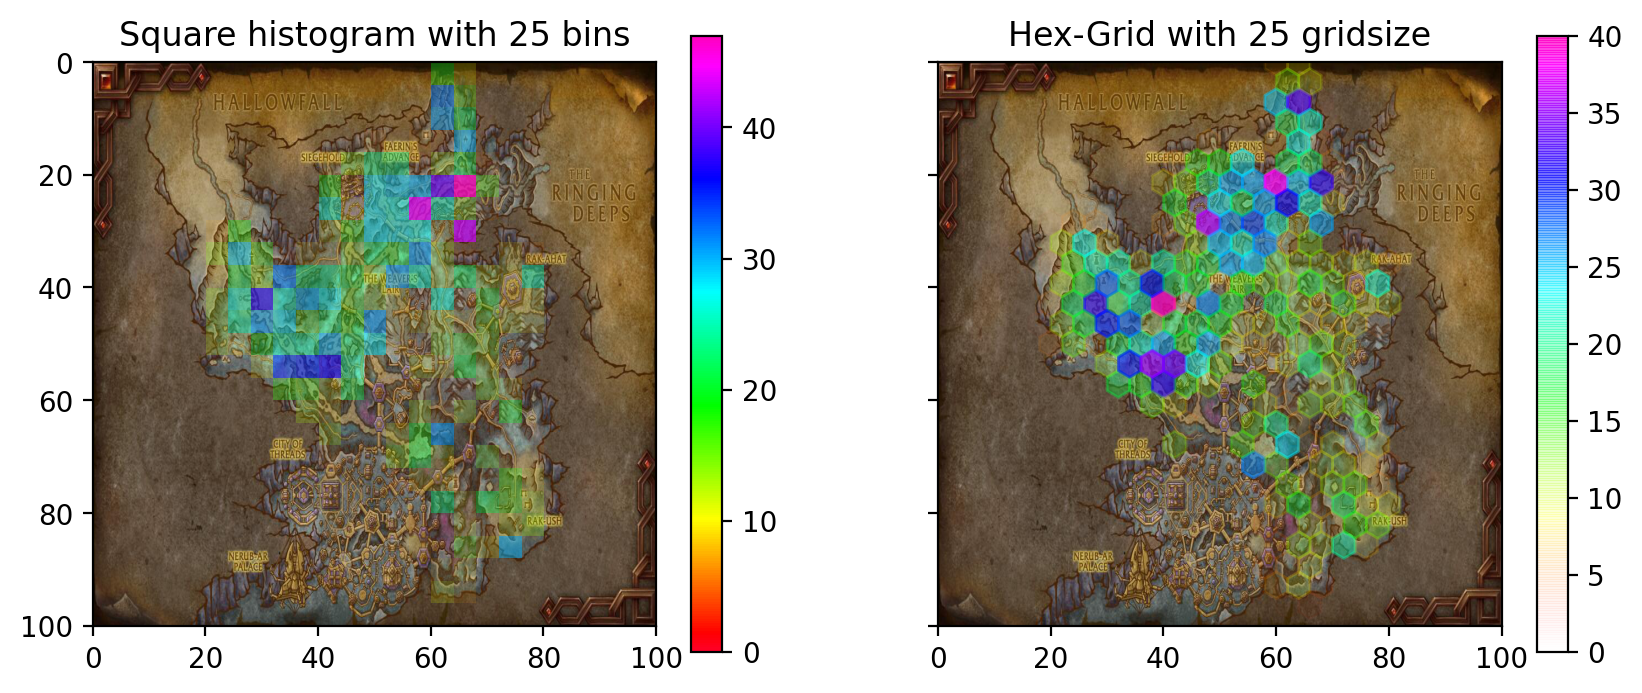 Square histogram with 25 bins
HALLOWFALL
SIEGEHOLD
FAERIN'S
ADVANCE
THE
RINGING
DEEPS
RAK-AHAT
THE WEAVER'S
LAIR
CITY OF
THREADS
RAK-USH
NERUB-AR
PALACE
0
20
40
60
80
100
0
20
40
60
80
100
40
30
20
10
0
Hex-Grid with 25 gridsize
HALLOWFALL
SIEGEHOLD
FAERIN'S
ADVANCE
THE
RINGING
DEEPS
RAK-AHAT
THE WEAVER'S
LAIR
CITY OF
THREADS
RAK-USH
NERUB-AR
PALACE
0
20
40
60
80
100
40
35
30
25
20
15
10
5
0